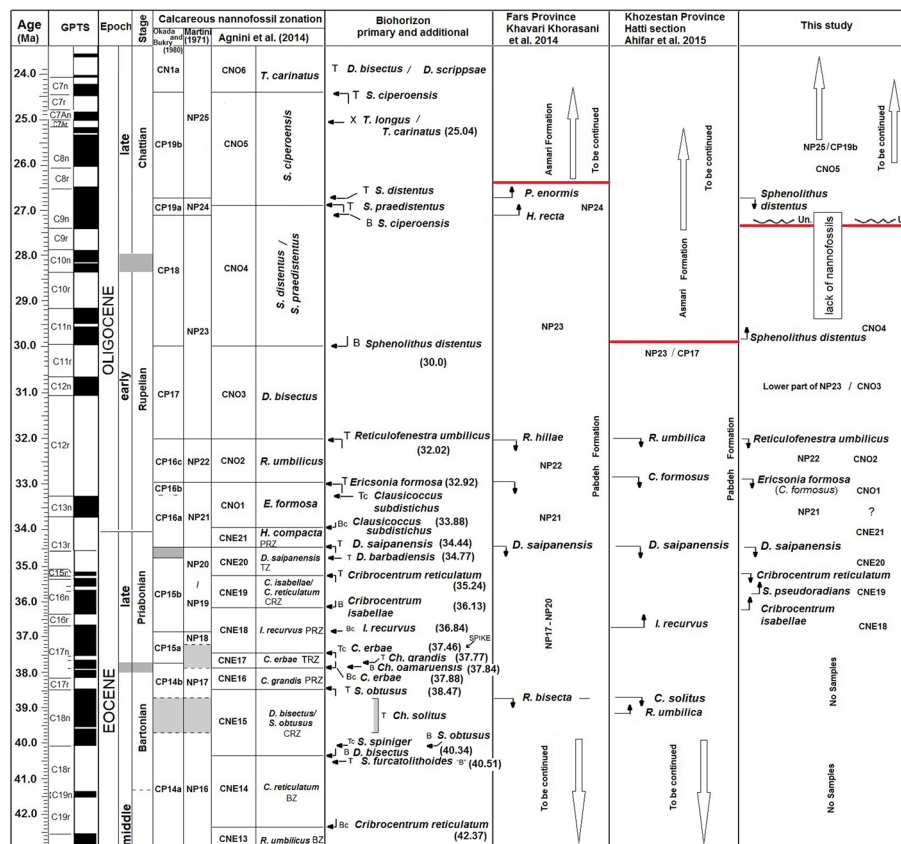 Age
(Ma)
GPTS
Epoch
Stage
Calcareous nannofossil zonation
Okada and Bukry (1980)
Martini (1971)
Agnini et al. (2014)
Biohorizon
primary and additional
Fars Province
Khavari Khorasani
et al. 2014
Khozestan Province
Hatti section
Ahifar et al. 2015
This study
24.0
25.0
26.0
27.0
28.0
29.0
30.0
31.0
32.0
33.0
34.0
35.0
36.0
37.0
38.0
39.0
40.0
41.0
42.0
C7n
C7r
C7An
C7Ar
C8n
C8r
C9n
C9r
C10n
C10r
C11n
C11r
C12n
C12r
C13n
C13r
C15n
C16n
C16r
C17n
C17r
C18n
C18r
C19n
C19r
OLIGOCENE
EOCENE
late
early
late
middle
Chattian
Rupelian
Priabonian
Bartonian
CN1a
CP19b
CP19a
CP18
CP17
CP16c
CP16b
CP16a
CP15b
CP15a
CP14b
CP14a
NP25
NP24
NP23
NP22
NP21
NP20
/
NP19
NP18
NP17
NP16
CNO6
CNO5
CNO4
CNO3
CNO2
CNO1
CNE21
CNE20
CNE19
CNE18
CNE17
CNE16
CNE15
CNE14
CNE13
T. carinatus
S. ciperoensis
S. distentus /
S. praedistentus
D. bisectus
R. umbilicus
E. formosa
H. compacta
PRZ
D. saipanensis
TZ
C. isabellae/
C. reticulatum
CRZ
I. recurvus PRZ
C. erbae TRZ
C. grandis PRZ
D. bisectus/
S. obtusus
CRZ
C. reticulatum
BZ
R. umbilicus BZ
T D. bisectus / D. scrippsae
T S. ciperoensis
X T. longus /
T. carinatus (25.04)
T S. distentus
T S. praedistentus
B S. ciperoensis
B Sphenolithus distentus
(30.0)
T Reticulofenestra umbilicus
(32.02)
T Ericsonia formosa (32.92)
Tc Clausicoccus
subdistichus
Bc Clausicoccus (33.88)
subdistichus
T D. saipanensis (34.44)
T D. barbadiensis (34.77)
T Cribrocentrum reticulatum
(35.24)
B Cribrocentrum (36.13)
isabellae
Bc I. recurvus (36.84)
SPIKE
Tc C. erbae (37.46)
T Ch. grandis (37.77)
B Ch. oamaruensis (37.84)
Bc C. erbae (37.88)
T S. obtusus (38.47)
T Ch. solitus
B S. obtusus
Tc S. spiniger (40.34)
B D. bisectus
T S. furcatolithoides "B" (40.51)
Bc Cribrocentrum reticulatum
(42.37)
Asmari Formation
To be continued
P. enormis
NP24
H. recta
NP23
R. hillae
NP22
NP21
D. saipanensis
NP17 - NP20
R. bisecta
To be continued
Pabdeh Formation
To be continued
Asmari Formation
NP23 / CP17
R. umbilica
C. formosus
D. saipanensis
I. recurvus
C. solitus
R. umbilica
To be continued
Pabdeh Formation
To be continued
NP25/CP19b
CNO5
Sphenolithus
distentus
Un.
U
lack of nannofossils
CNO4
Sphenolithus distentus
Lower part of NP23 / CNO3
Reticulofenestra umbilicus
NP22 CNO2
Ericsonia formosa
(C. formosus) CNO1
NP21 ?
CNE21
D. saipanensis
CNE20
Cribrocentrum reticulatum
S. pseudoradians CNE19
Cribrocentrum
isabellae
CNE18
No Samples
No Samples